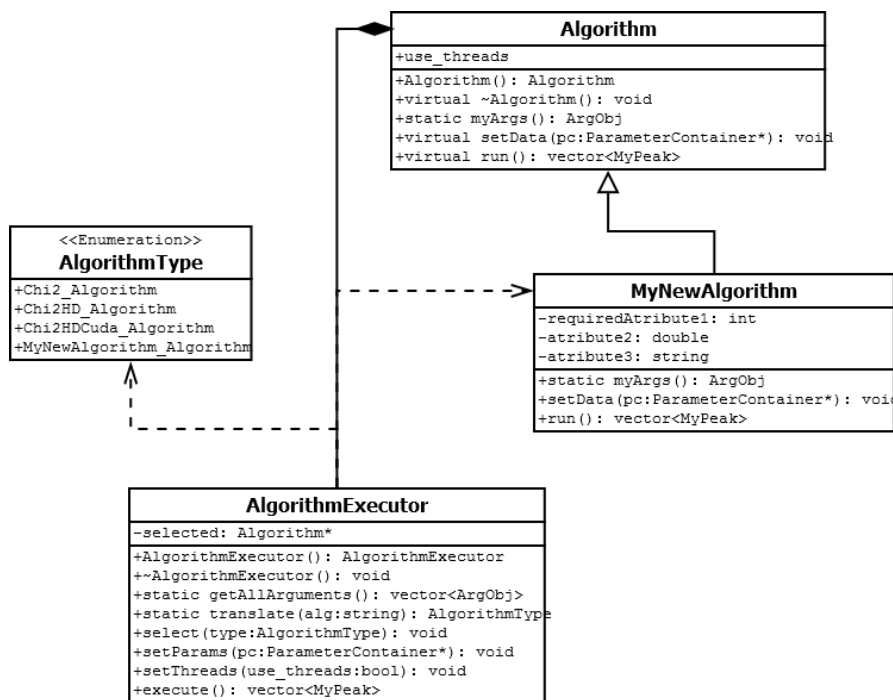 Algorithm
+use_threads
+Algorithm(): Algorithm
+virtual ~Algorithm(): void
+static myArgs(): ArgObj
+virtual setData(pc:ParameterContainer*): void
+virtual run(): vector<MyPeak>
<<Enumeration>>
AlgorithmType
+Chi2_Algorithm
+Chi2HD_Algorithm
+Chi2HDCuda_Algorithm
+MyNewAlgorithm_Algorithm
MyNewAlgorithm
-requiredAtribute1: int
-atribute2: double
-atribute3: string
+static myArgs(): ArgObj
+setData(pc:ParameterContainer*): void
+run(): vector<MyPeak>
AlgorithmExecutor
-selected: Algorithm*
+AlgorithmExecutor(): AlgorithmExecutor
+~AlgorithmExecutor(): void
+static getAllArguments(): vector<ArgObj>
+static translate(alg:string): AlgorithmType
+select(type:AlgorithmType): void
+setParams(pc:ParameterContainer*): void
+setThreads(use_threads:bool): void
+execute(): vector<MyPeak>